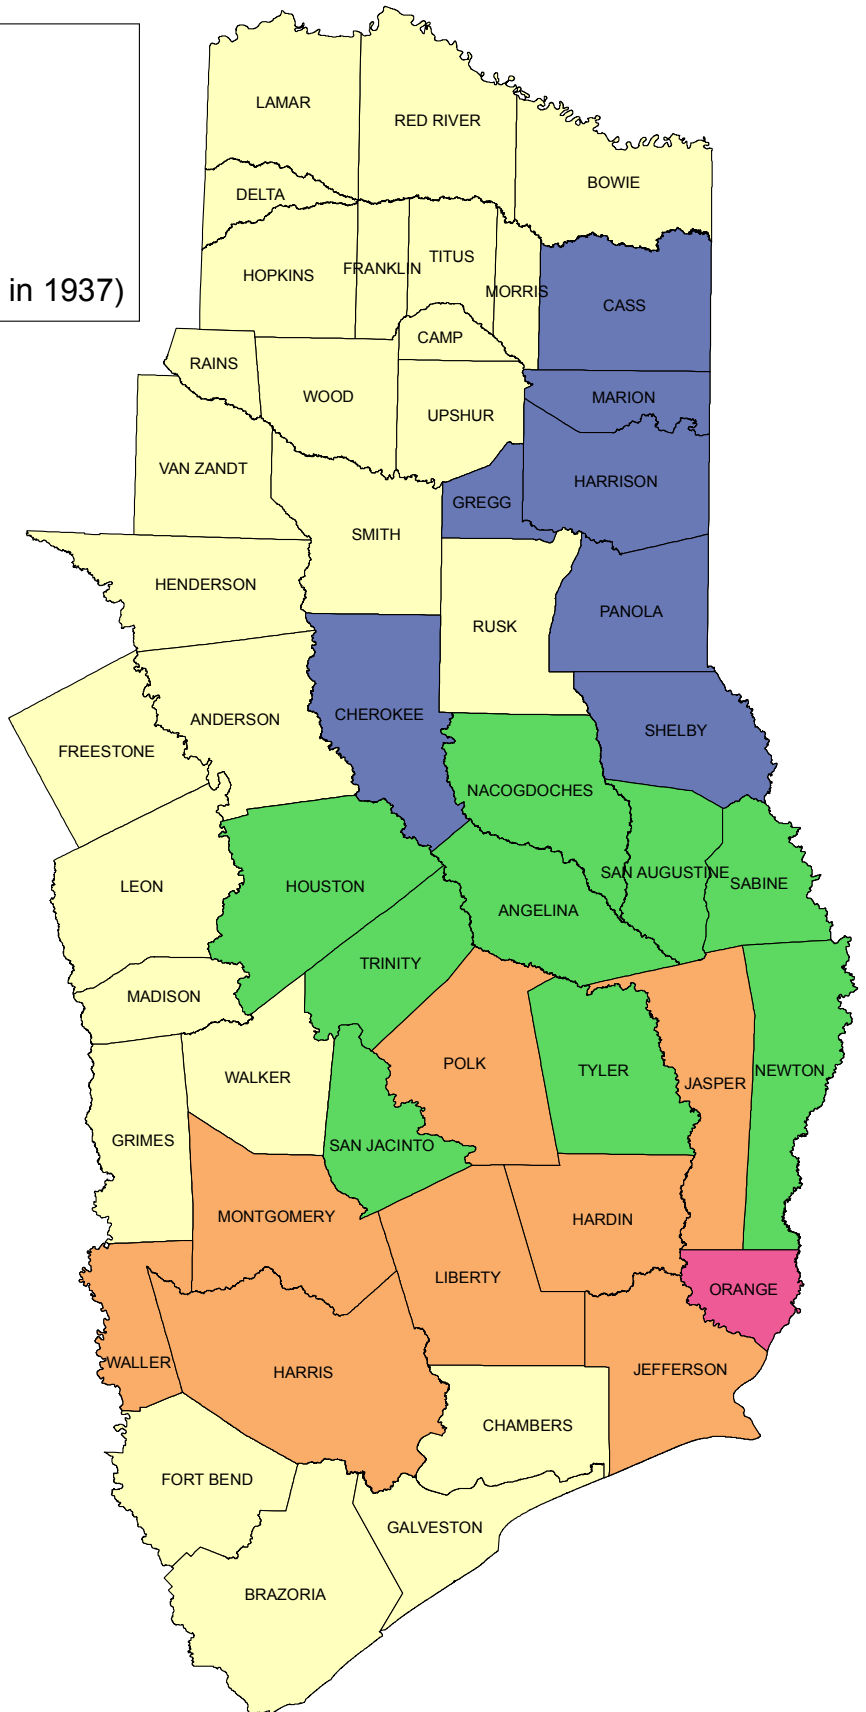 LAMAR
RED RIVER
BOWIE
DELTA
HOPKINS
FRANKLIN
TITUS
MORRIS
in 1937)
CASS
CAMP
RAINS
WOOD
MARION
UPSHUR
VAN ZANDT
HARRISON
GREGG
SMITH
HENDERSON
PANOLA
RUSK
CHEROKEE
ANDERSON
SHELBY
FREESTONE
NACOGDOCHES
SAN AUGUSTINE
SABINE
LEON
HOUSTON
ANGELINA
TRINITY
MADISON
POLK
TYLER
NEWTON
WALKER
JASPER
GRIMES
SAN JACINTO
MONTGOMERY
HARDIN
LIBERTY
ORANGE
WALLER
HARRIS
JEFFERSON
CHAMBERS
FORT BEND
GALVESTON
BRAZORIA